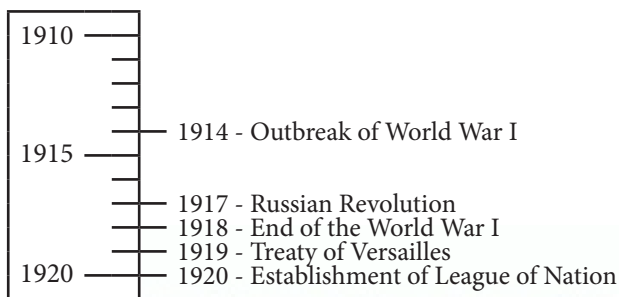 1910
1914 - Outbreak of World War I
1915
1917 - Russian Revolution
1918 - End of the World War I
1919 - Treaty of Versailles
1920
1920 - Establishment of League of Nation